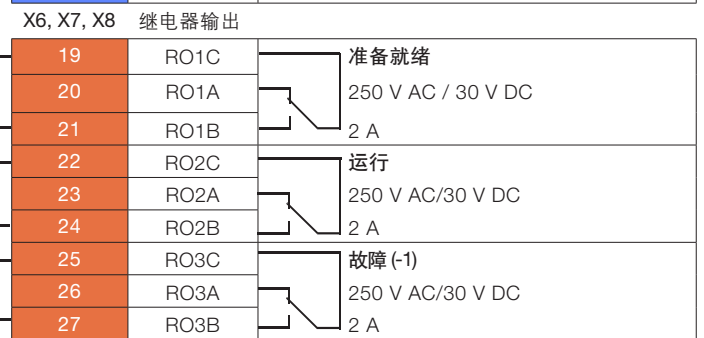 X6, X7, X8 继电器输出
19 RO1C 准备就绪
20 RO1A 250 V AC / 30 V DC
21 RO1B 2 A
22 RO2C 运行
23 RO2A 250 V AC/30 V DC
24 RO2B 2 A
25 RO3C 故障 (-1)
26 RO3A 250 V AC/30 V DC
27 RO3B 2 A